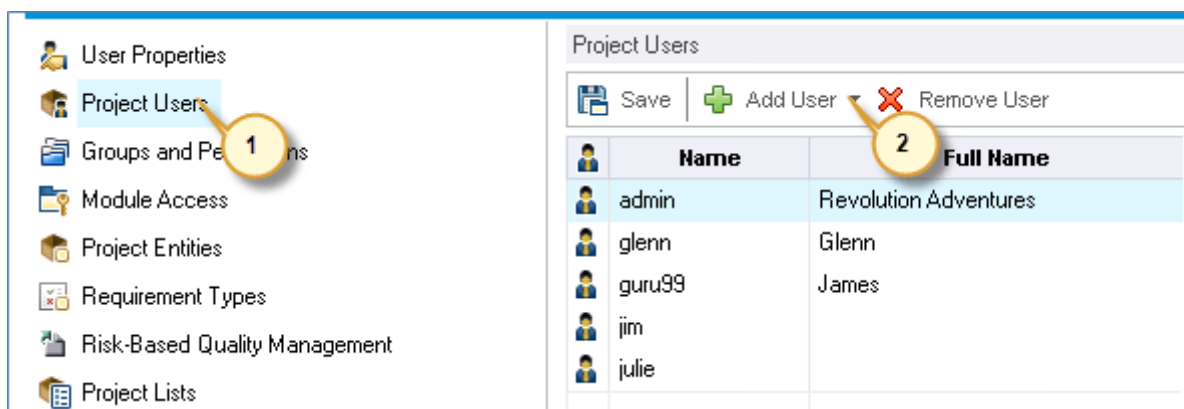 User Properties
Project Users
1
Groups and Pe ns
Module Access
Project Entities
Requirement Types
Risk-Based Quality Management
Project Lists
Project Users
Save Add User Remove User
2
Name Full Name
admin Revolution Adventures
glenn Glenn
guru99 James
jim
julie